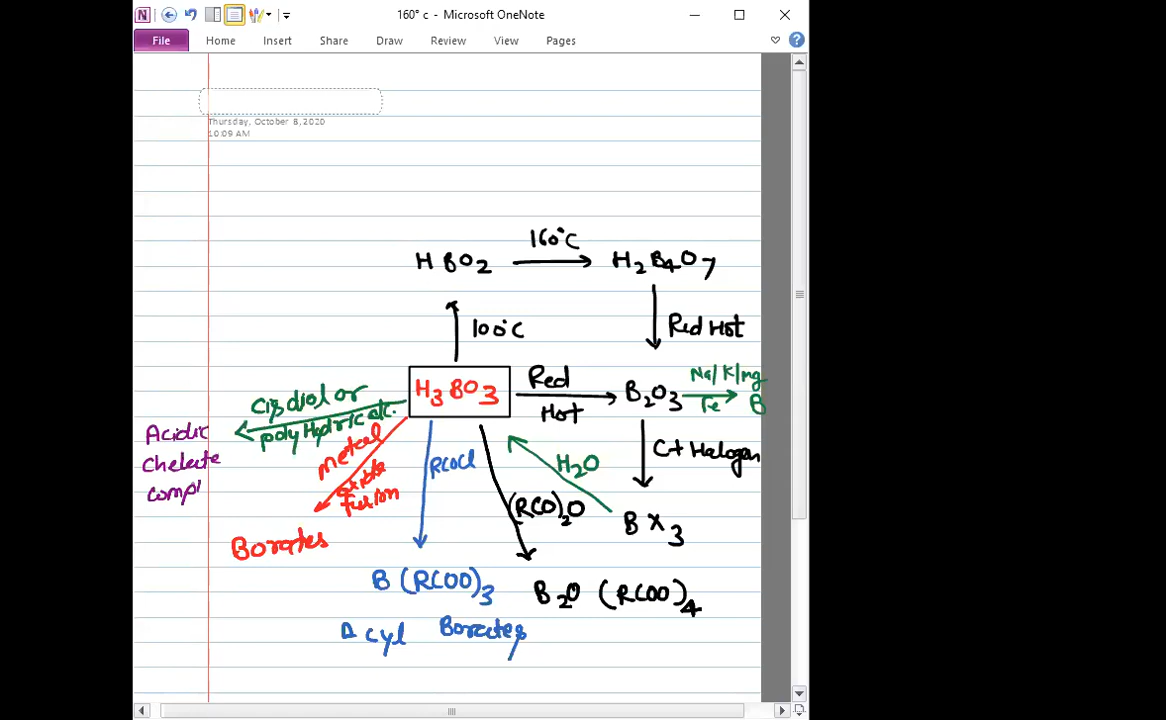 160° c - Microsoft OneNote
File Home Insert Share Draw Review View Pages
Thursday, October 8, 2020
10:09 AM
160°C
HBO2 H2B4O7
100°C Red Hot
Cis diol or
poly Hydric alc.
H3BO3
Red
Hot
B2O3
Na/K/Mg
Fe
B
Acidic
Chelate
Compl
metal
oxide
fusion
RCOCl
(RCO)2O
H2O
C+ Halogen
BX3
Borates
B(RCOO)3
B2O (RCOO)4
Acyl Borates